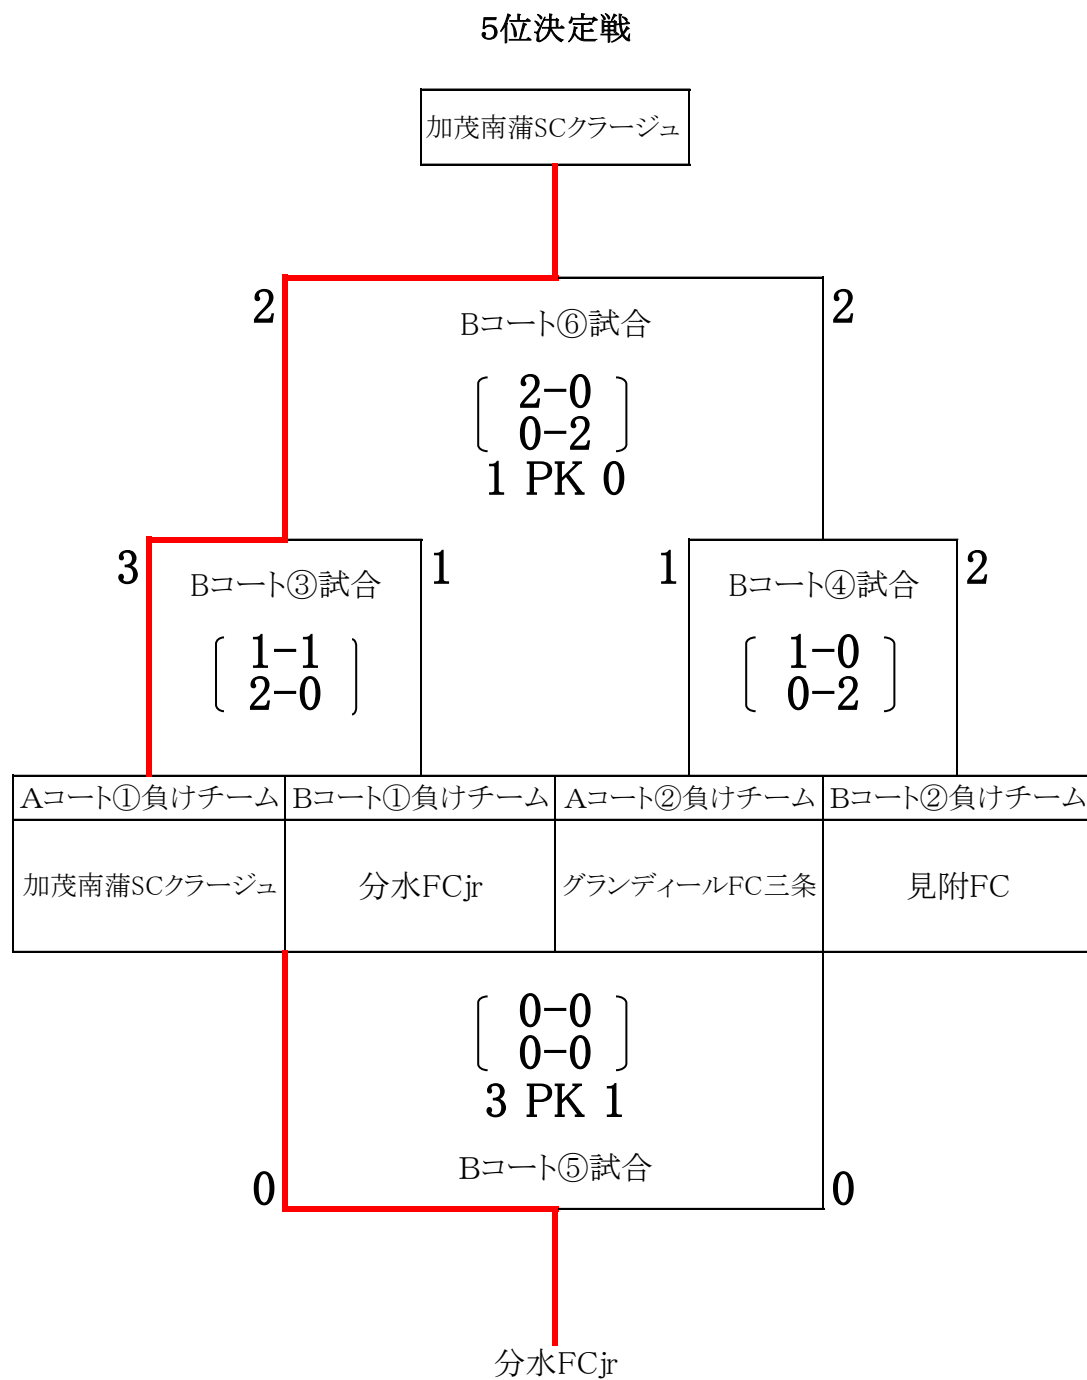 5位決定戦
加茂南蒲SCクラージュ
2 2
Bコート⑥試合
2-0
0-2
1 PK 0
3 1 1 2
Bコート③試合 Bコート④試合
1-1 1-0
2-0 0-2
Aコート①負けチーム Bコート①負けチーム Aコート②負けチーム Bコート②負けチーム
加茂南蒲SCクラージュ 分水FCjr グランディールFC三条 見附FC
0-0
0-0
3 PK 1
Bコート⑤試合
0 0
分水FCjr